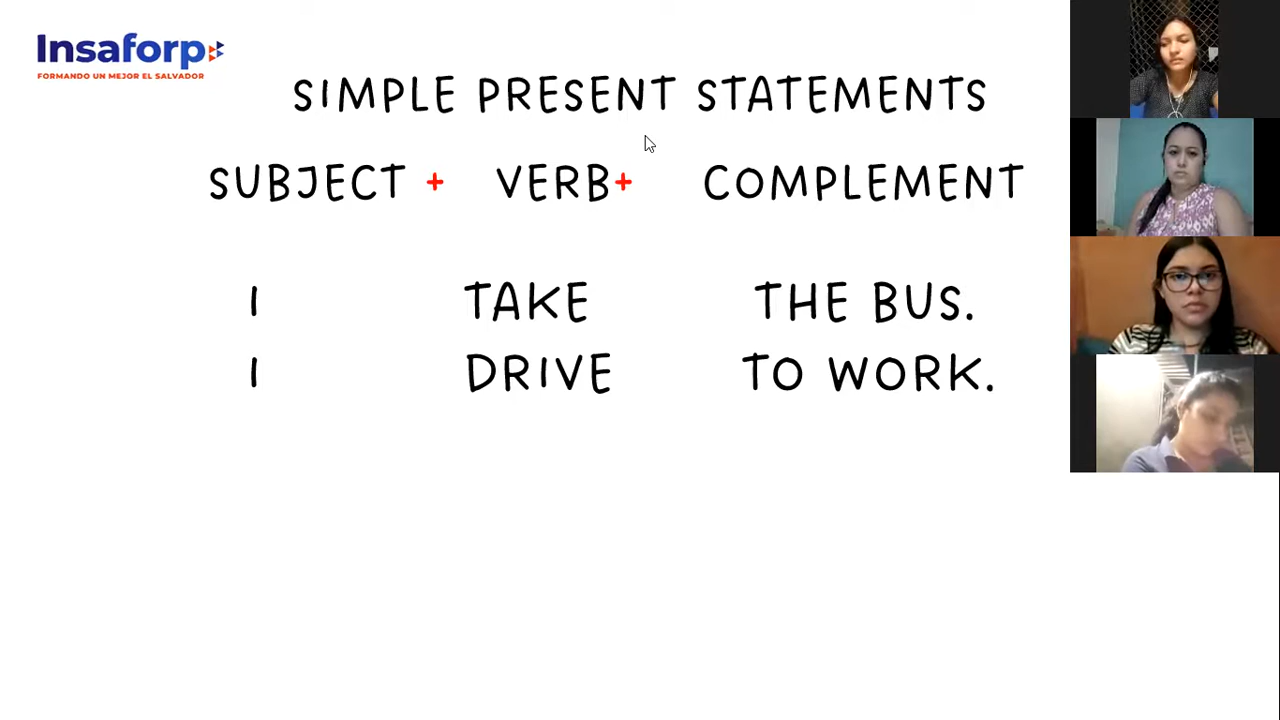 Insaforp
FORMANDO UN MEJOR EL SALVADOR
SIMPLE PRESENT STATEMENTS
SUBJECT + VERB+ COMPLEMENT
I TAKE THE BUS.
I DRIVE TO WORK.